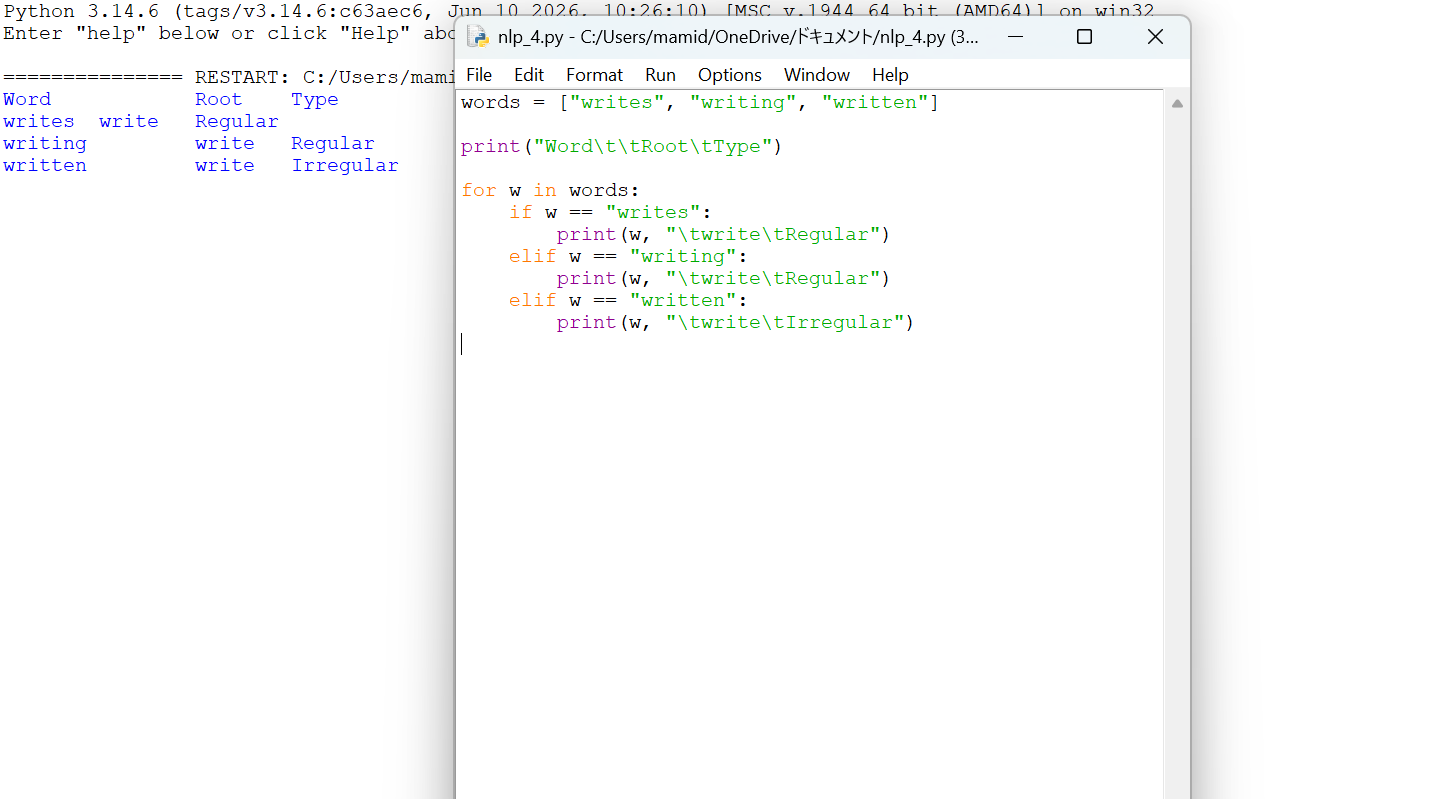 Python 3.14.6 (tags/v3.14.6:c63aec6, Jun 10 2026, 10:26:10) [MSC v.1944 64 bit (AMD64)] on win32
Enter "help" below or click "Help"
=============== RESTART: C:/Users/mami
Word Root Type
writes write Regular
writing write Regular
written write Irregular
nlp_4.py - C:/Users/mamid/OneDrive/ドキュメント/nlp_4.py (3...
File Edit Format Run Options Window Help
words = ["writes", "writing", "written"]
print("Word\t\tRoot\tType")
for w in words:
    if w == "writes":
        print(w, "\twrite\tRegular")
    elif w == "writing":
        print(w, "\twrite\tRegular")
    elif w == "written":
        print(w, "\twrite\tIrregular")